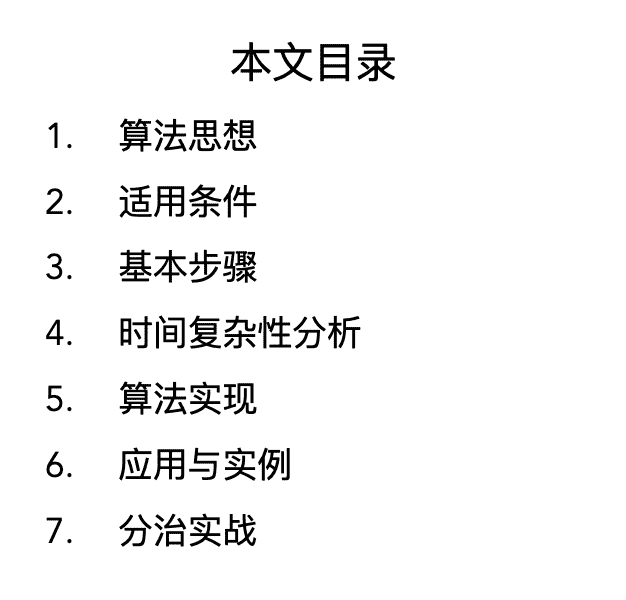 本文目录
1. 算法思想
2. 适用条件
3. 基本步骤
4. 时间复杂性分析
5. 算法实现
6. 应用与实例
7. 分治实战